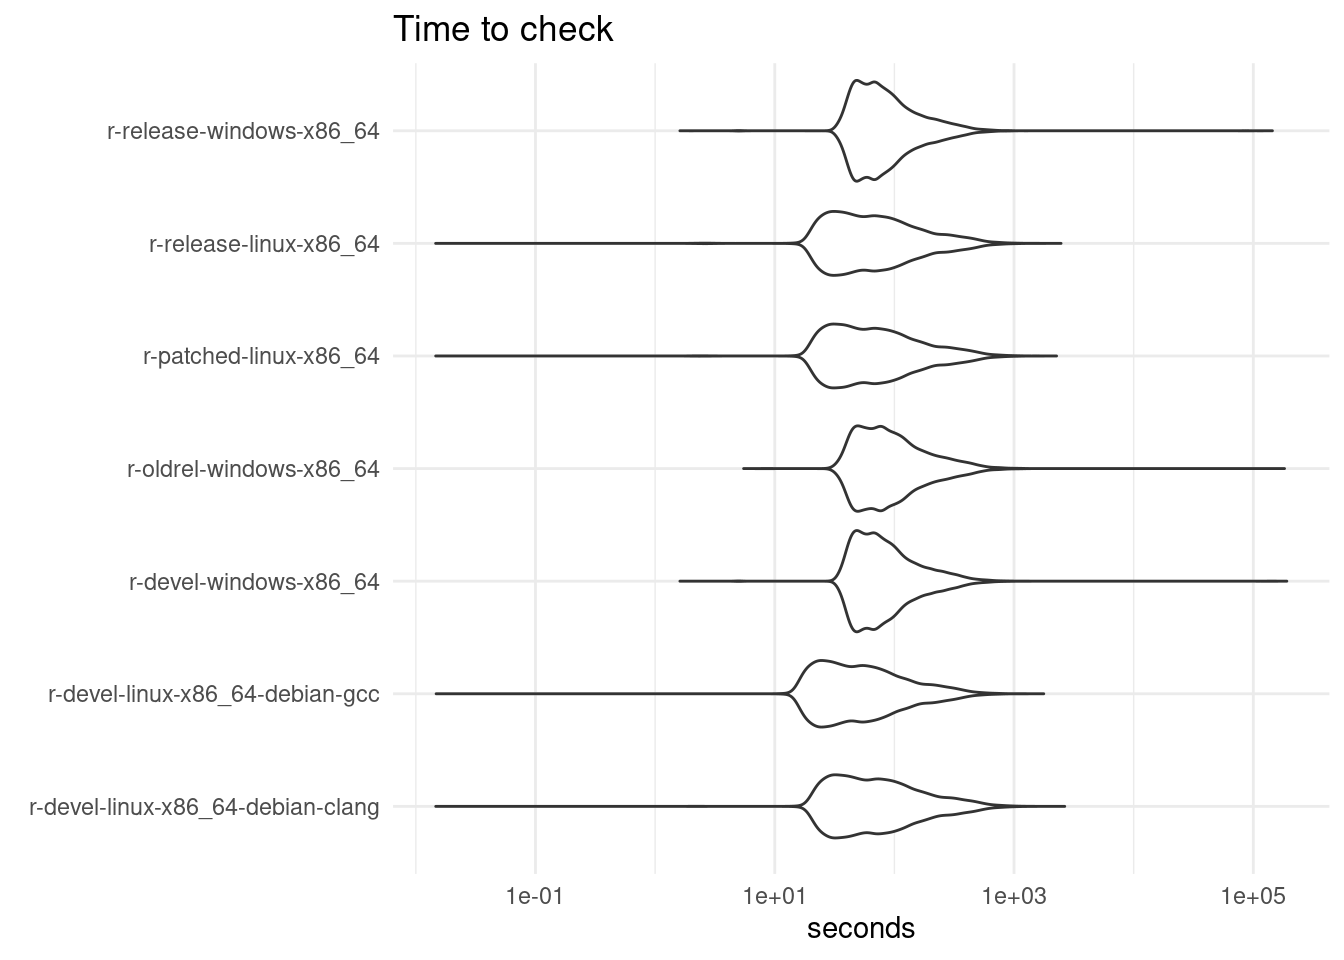 Time to check
r-release-windows-x86_64
r-release-linux-x86_64
r-patched-linux-x86_64
r-oldrel-windows-x86_64
r-devel-windows-x86_64
r-devel-linux-x86_64-debian-gcc
r-devel-linux-x86_64-debian-clang
1e-01 1e+01 1e+03 1e+05
seconds